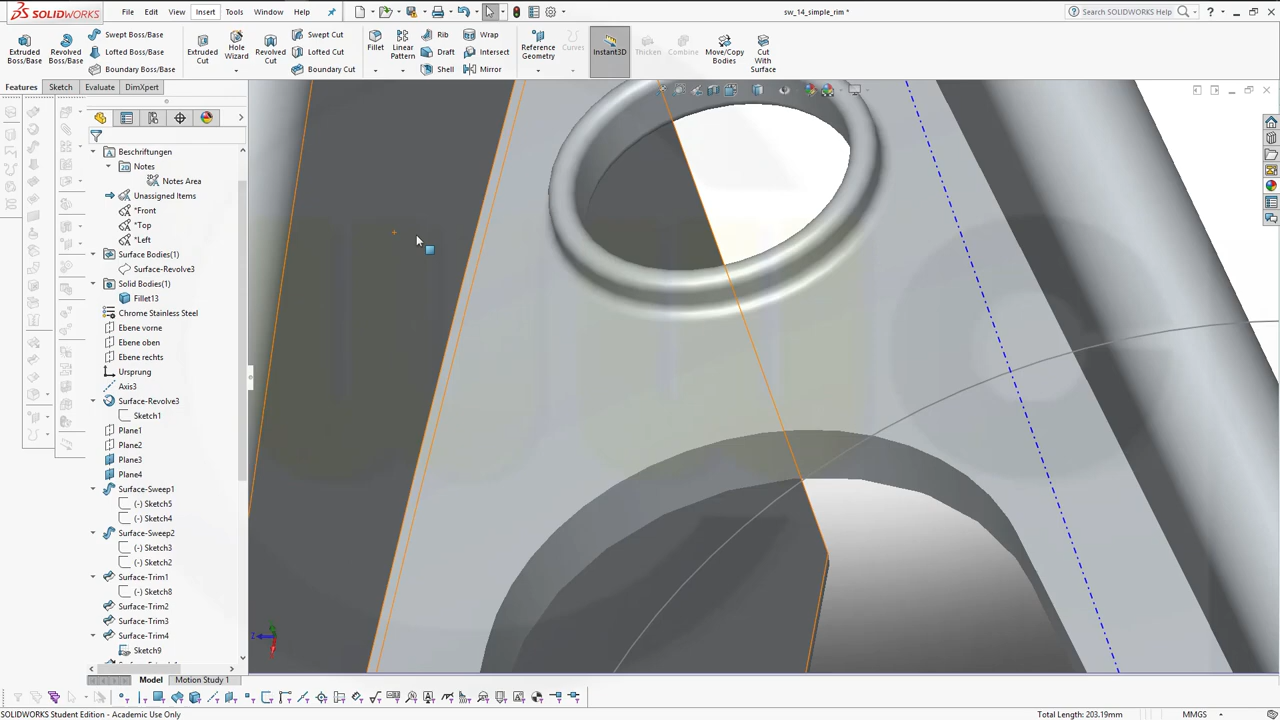 SOLIDWORKS
File Edit View Insert Tools Window Help
sw_14_simple_rim *
Search SOLIDWORKS Help
Extruded Boss/Base
Revolved Boss/Base
Swept Boss/Base
Lofted Boss/Base
Boundary Boss/Base
Extruded Cut
Hole Wizard
Revolved Cut
Swept Cut
Lofted Cut
Boundary Cut
Fillet
Linear Pattern
Rib
Draft
Shell
Wrap
Intersect
Mirror
Reference Geometry
Curves
Instant3D
Thicken
Combine
Move/Copy Bodies
Cut With Surface
Features Sketch Evaluate DimXpert
Beschriftungen
Notes
Notes Area
Unassigned Items
*Front
*Top
*Left
Surface Bodies(1)
Surface-Revolve3
Solid Bodies(1)
Fillet13
Chrome Stainless Steel
Ebene vorne
Ebene oben
Ebene rechts
Ursprung
Axis3
Surface-Revolve3
Sketch1
Plane1
Plane2
Plane3
Plane4
Surface-Sweep1
(-) Sketch5
(-) Sketch4
Surface-Sweep2
(-) Sketch3
(-) Sketch2
Surface-Trim1
(-) Sketch8
Surface-Trim2
Surface-Trim3
Surface-Trim4
Sketch9
Z
Model Motion Study 1
SOLIDWORKS Student Edition - Academic Use Only
Total Length: 203.19mm
MMGS